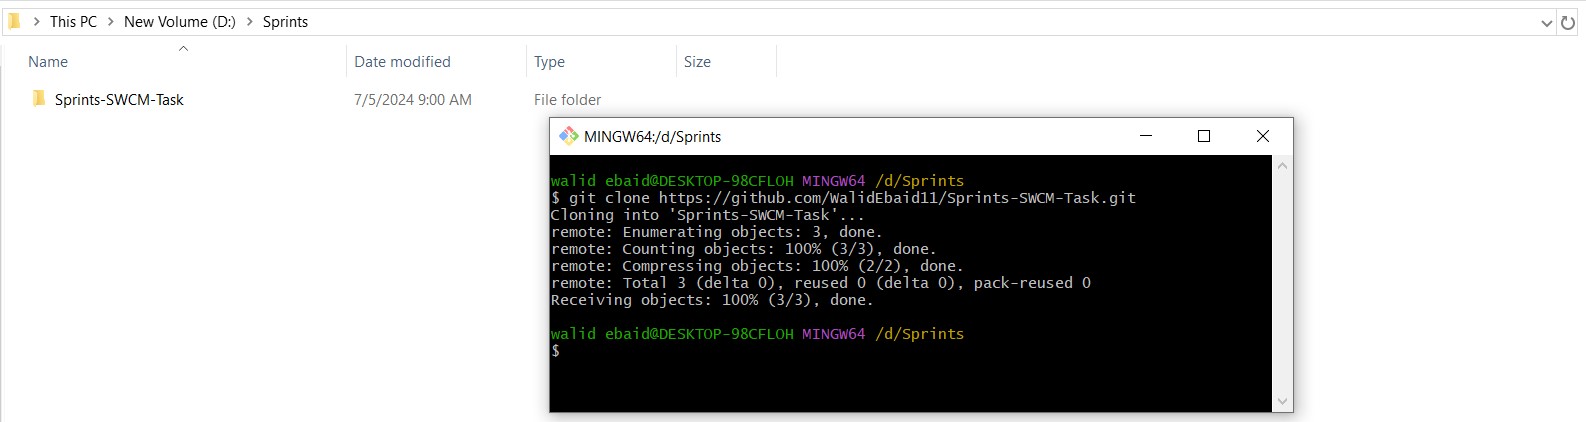 This PC > New Volume (D:) > Sprints
Name Date modified Type Size
Sprints-SWCM-Task 7/5/2024 9:00 AM File folder
MINGW64:/d/Sprints
walid ebaid@DESKTOP-98CFLOH MINGW64 /d/Sprints
$ git clone https://github.com/WalidEbaid11/Sprints-SWCM-Task.git
Cloning into 'Sprints-SWCM-Task'...
remote: Enumerating objects: 3, done.
remote: Counting objects: 100% (3/3), done.
remote: Compressing objects: 100% (2/2), done.
remote: Total 3 (delta 0), reused 0 (delta 0), pack-reused 0
Receiving objects: 100% (3/3), done.
walid ebaid@DESKTOP-98CFLOH MINGW64 /d/Sprints
$